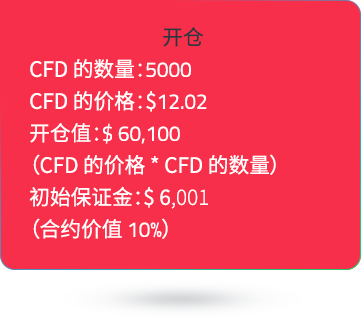 开仓
CFD 的数量：5000
CFD 的价格：$12.02
开仓值：$ 60,100
（CFD 的价格 * CFD 的数量）
初始保证金：$ 6,001
（合约价值 10%）